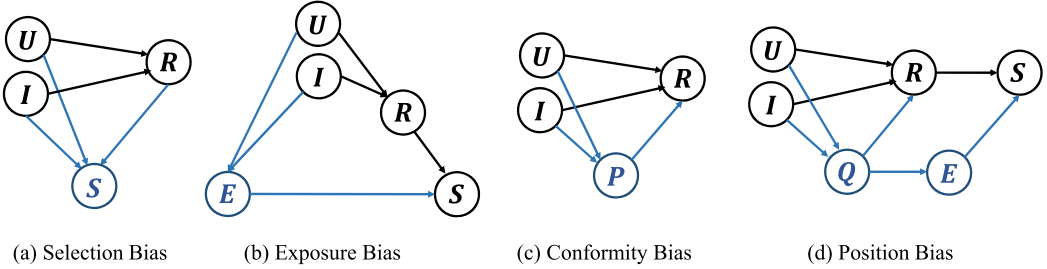 U
I
R
S
(a) Selection Bias
U
I
R
E
S
(b) Exposure Bias
U
I
R
P
(c) Conformity Bias
U
I
R
S
Q
E
(d) Position Bias